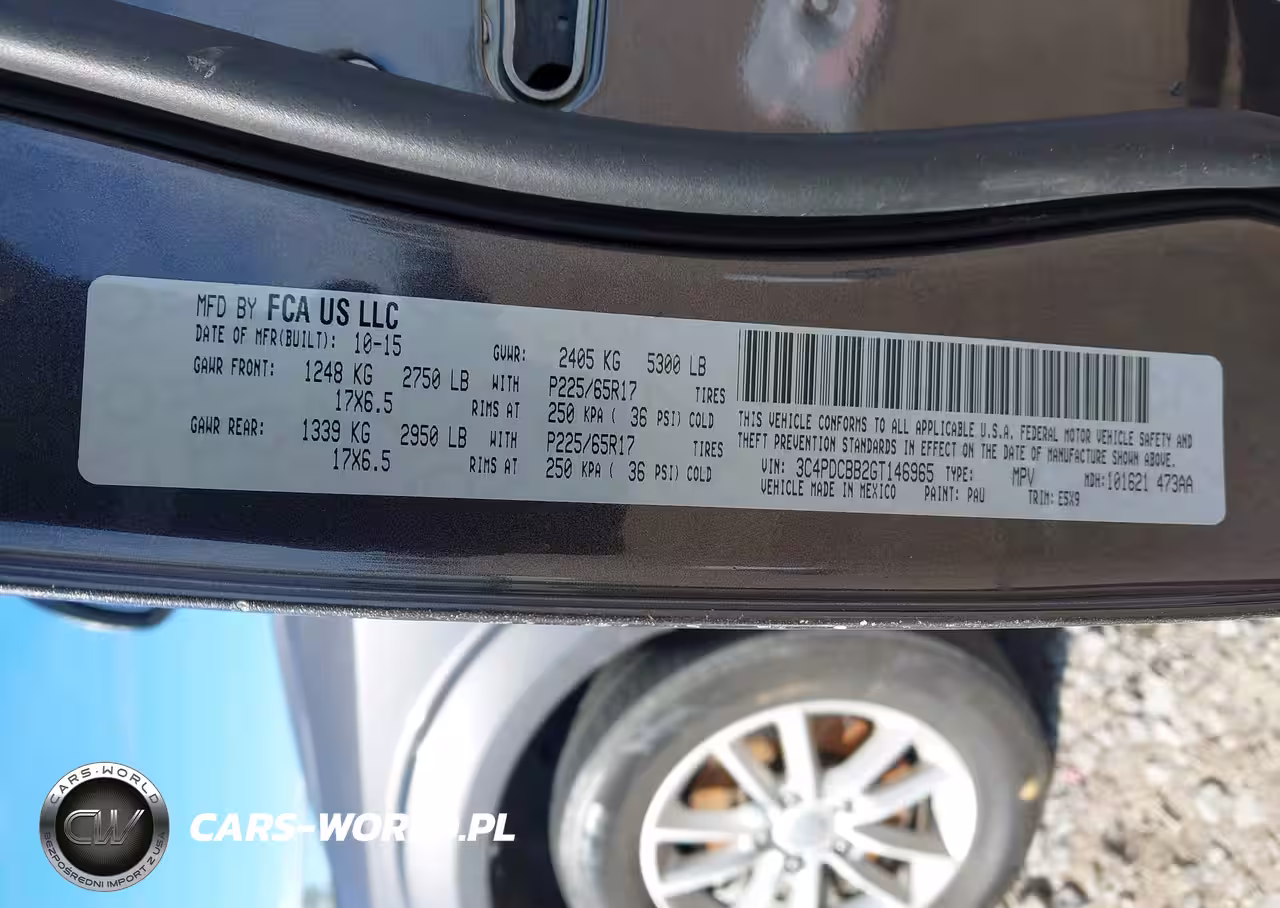 MFD BY FCA US LLC
DATE OF MFR(BUILT): 10-15 GVWR: 2405 KG 5300 LB
GAWR FRONT: 1248 KG 2750 LB WITH P225/65R17 TIRES
17X6.5 RIMS AT 250 KPA ( 36 PSI) COLD
GAWR REAR: 1339 KG 2950 LB WITH P225/65R17 TIRES
17X6.5 RIMS AT 250 KPA ( 36 PSI) COLD
THIS VEHICLE CONFORMS TO ALL APPLICABLE U.S.A. FEDERAL MOTOR VEHICLE SAFETY AND
THEFT PREVENTION STANDARDS IN EFFECT ON THE DATE OF MANUFACTURE SHOWN ABOVE.
VIN: 3C4PDCBB2GT146965 TYPE: MPV MDH:101621 473AA
VEHICLE MADE IN MEXICO PAINT: PAU TRIM: E5X9
CARS-WORLD
CW
BEZPOŚREDNI IMPORT Z USA
CARS-WORLD.PL